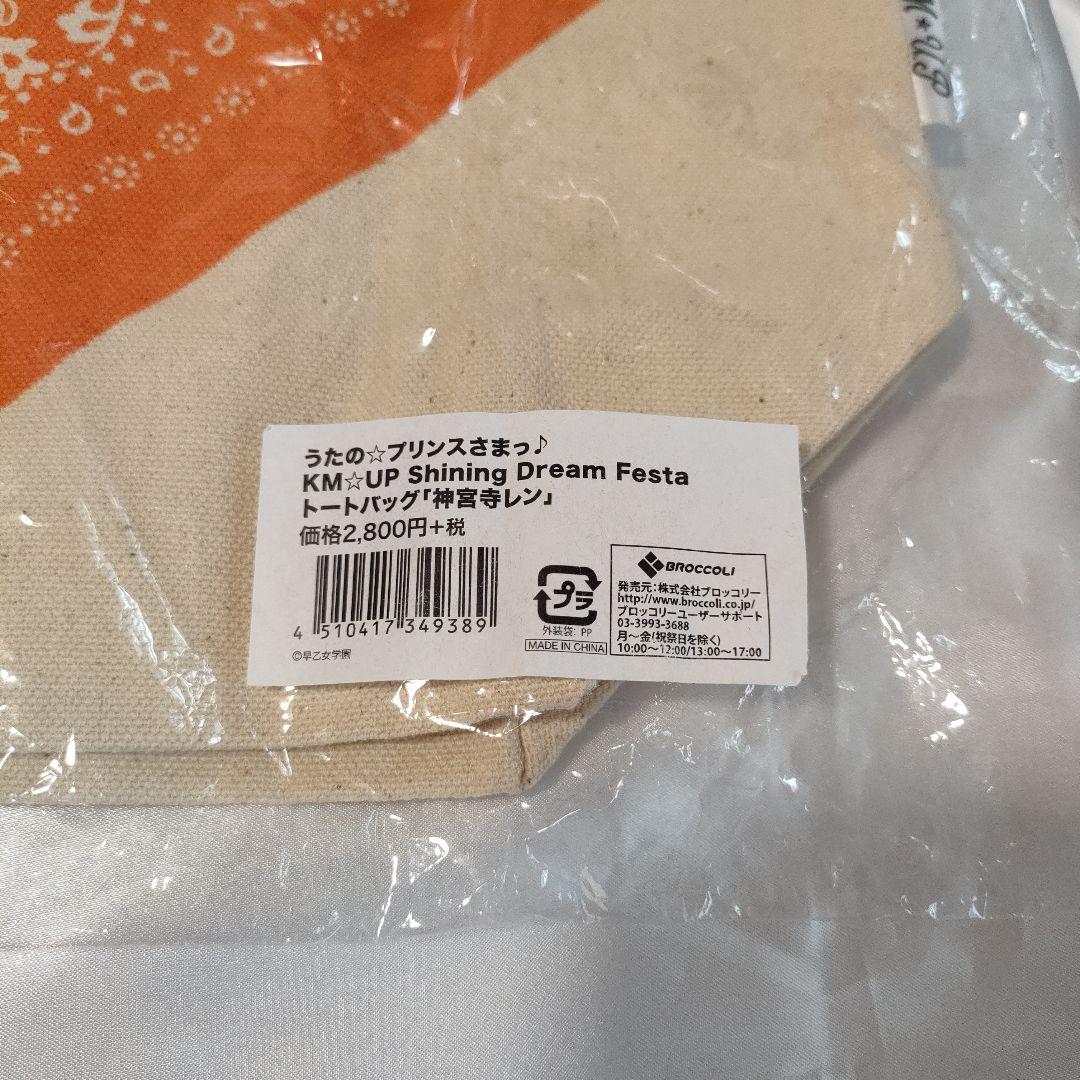 うたの☆プリンスさまっ♪
KM☆UP Shining Dream Festa
トートバッグ「神宮寺レン」
価格2,800円+税
4 510417 349389
©早乙女学園
プラ
外装袋: PP
MADE IN CHINA
BROCCOLI
発売元:株式会社ブロッコリー
http://www.broccoli.co.jp/
ブロッコリーユーザーサポート
03-3993-3688
月～金(祝祭日を除く)
10:00～12:00/13:00～17:00